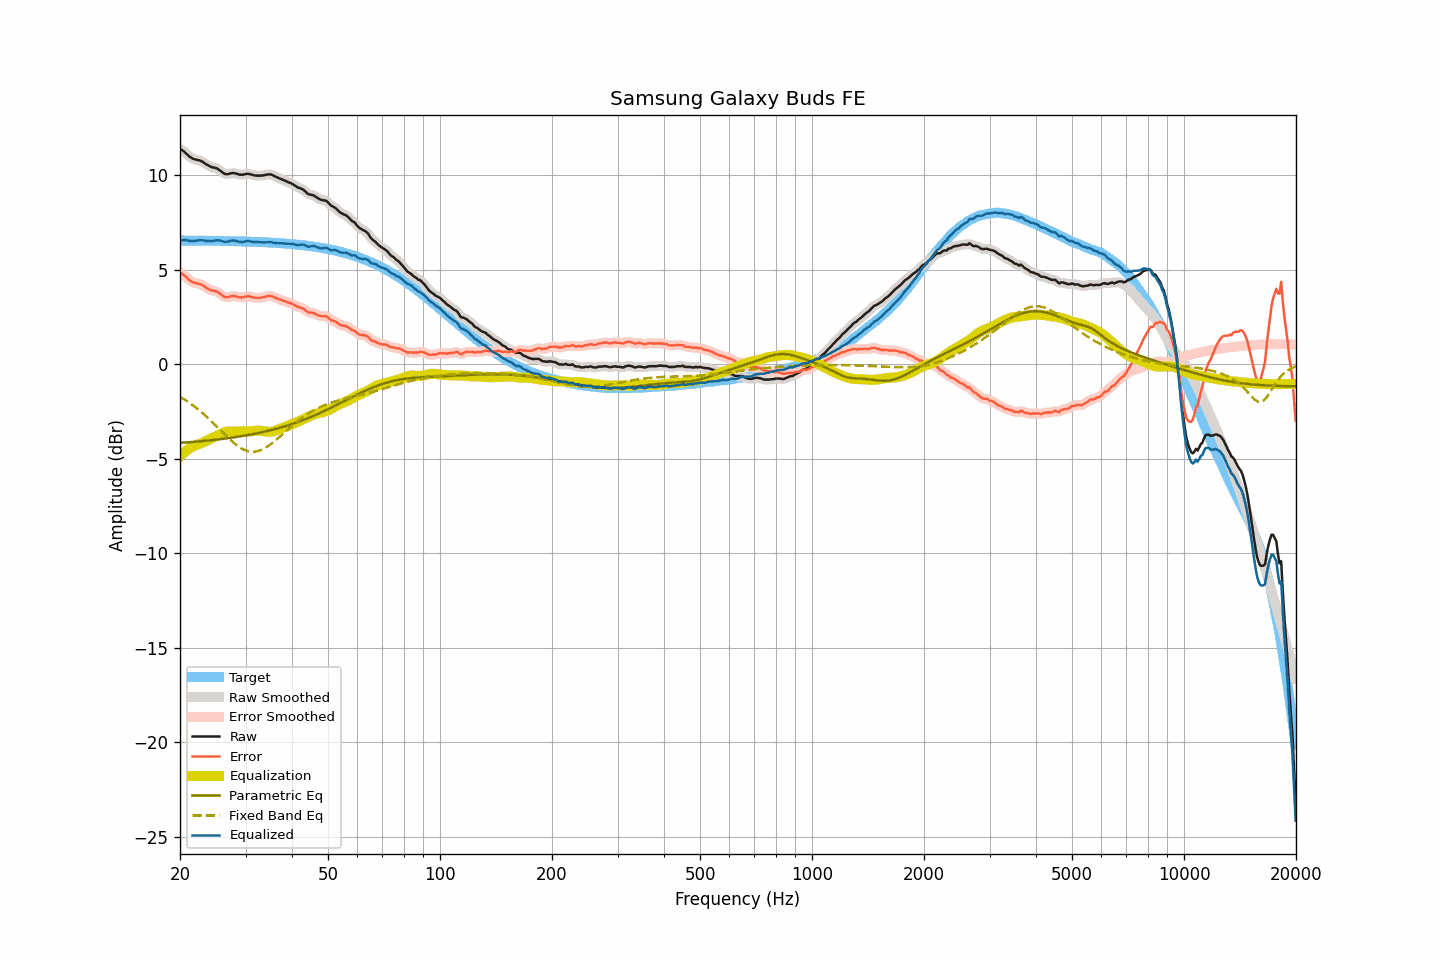 Samsung Galaxy Buds FE
Amplitude (dBr)
10
5
0
−5
−10
−15
−20
−25
Target
Raw Smoothed
Error Smoothed
Raw
Error
Equalization
Parametric Eq
Fixed Band Eq
Equalized
20 50 100 200 500 1000 2000 5000 10000 20000
Frequency (Hz)